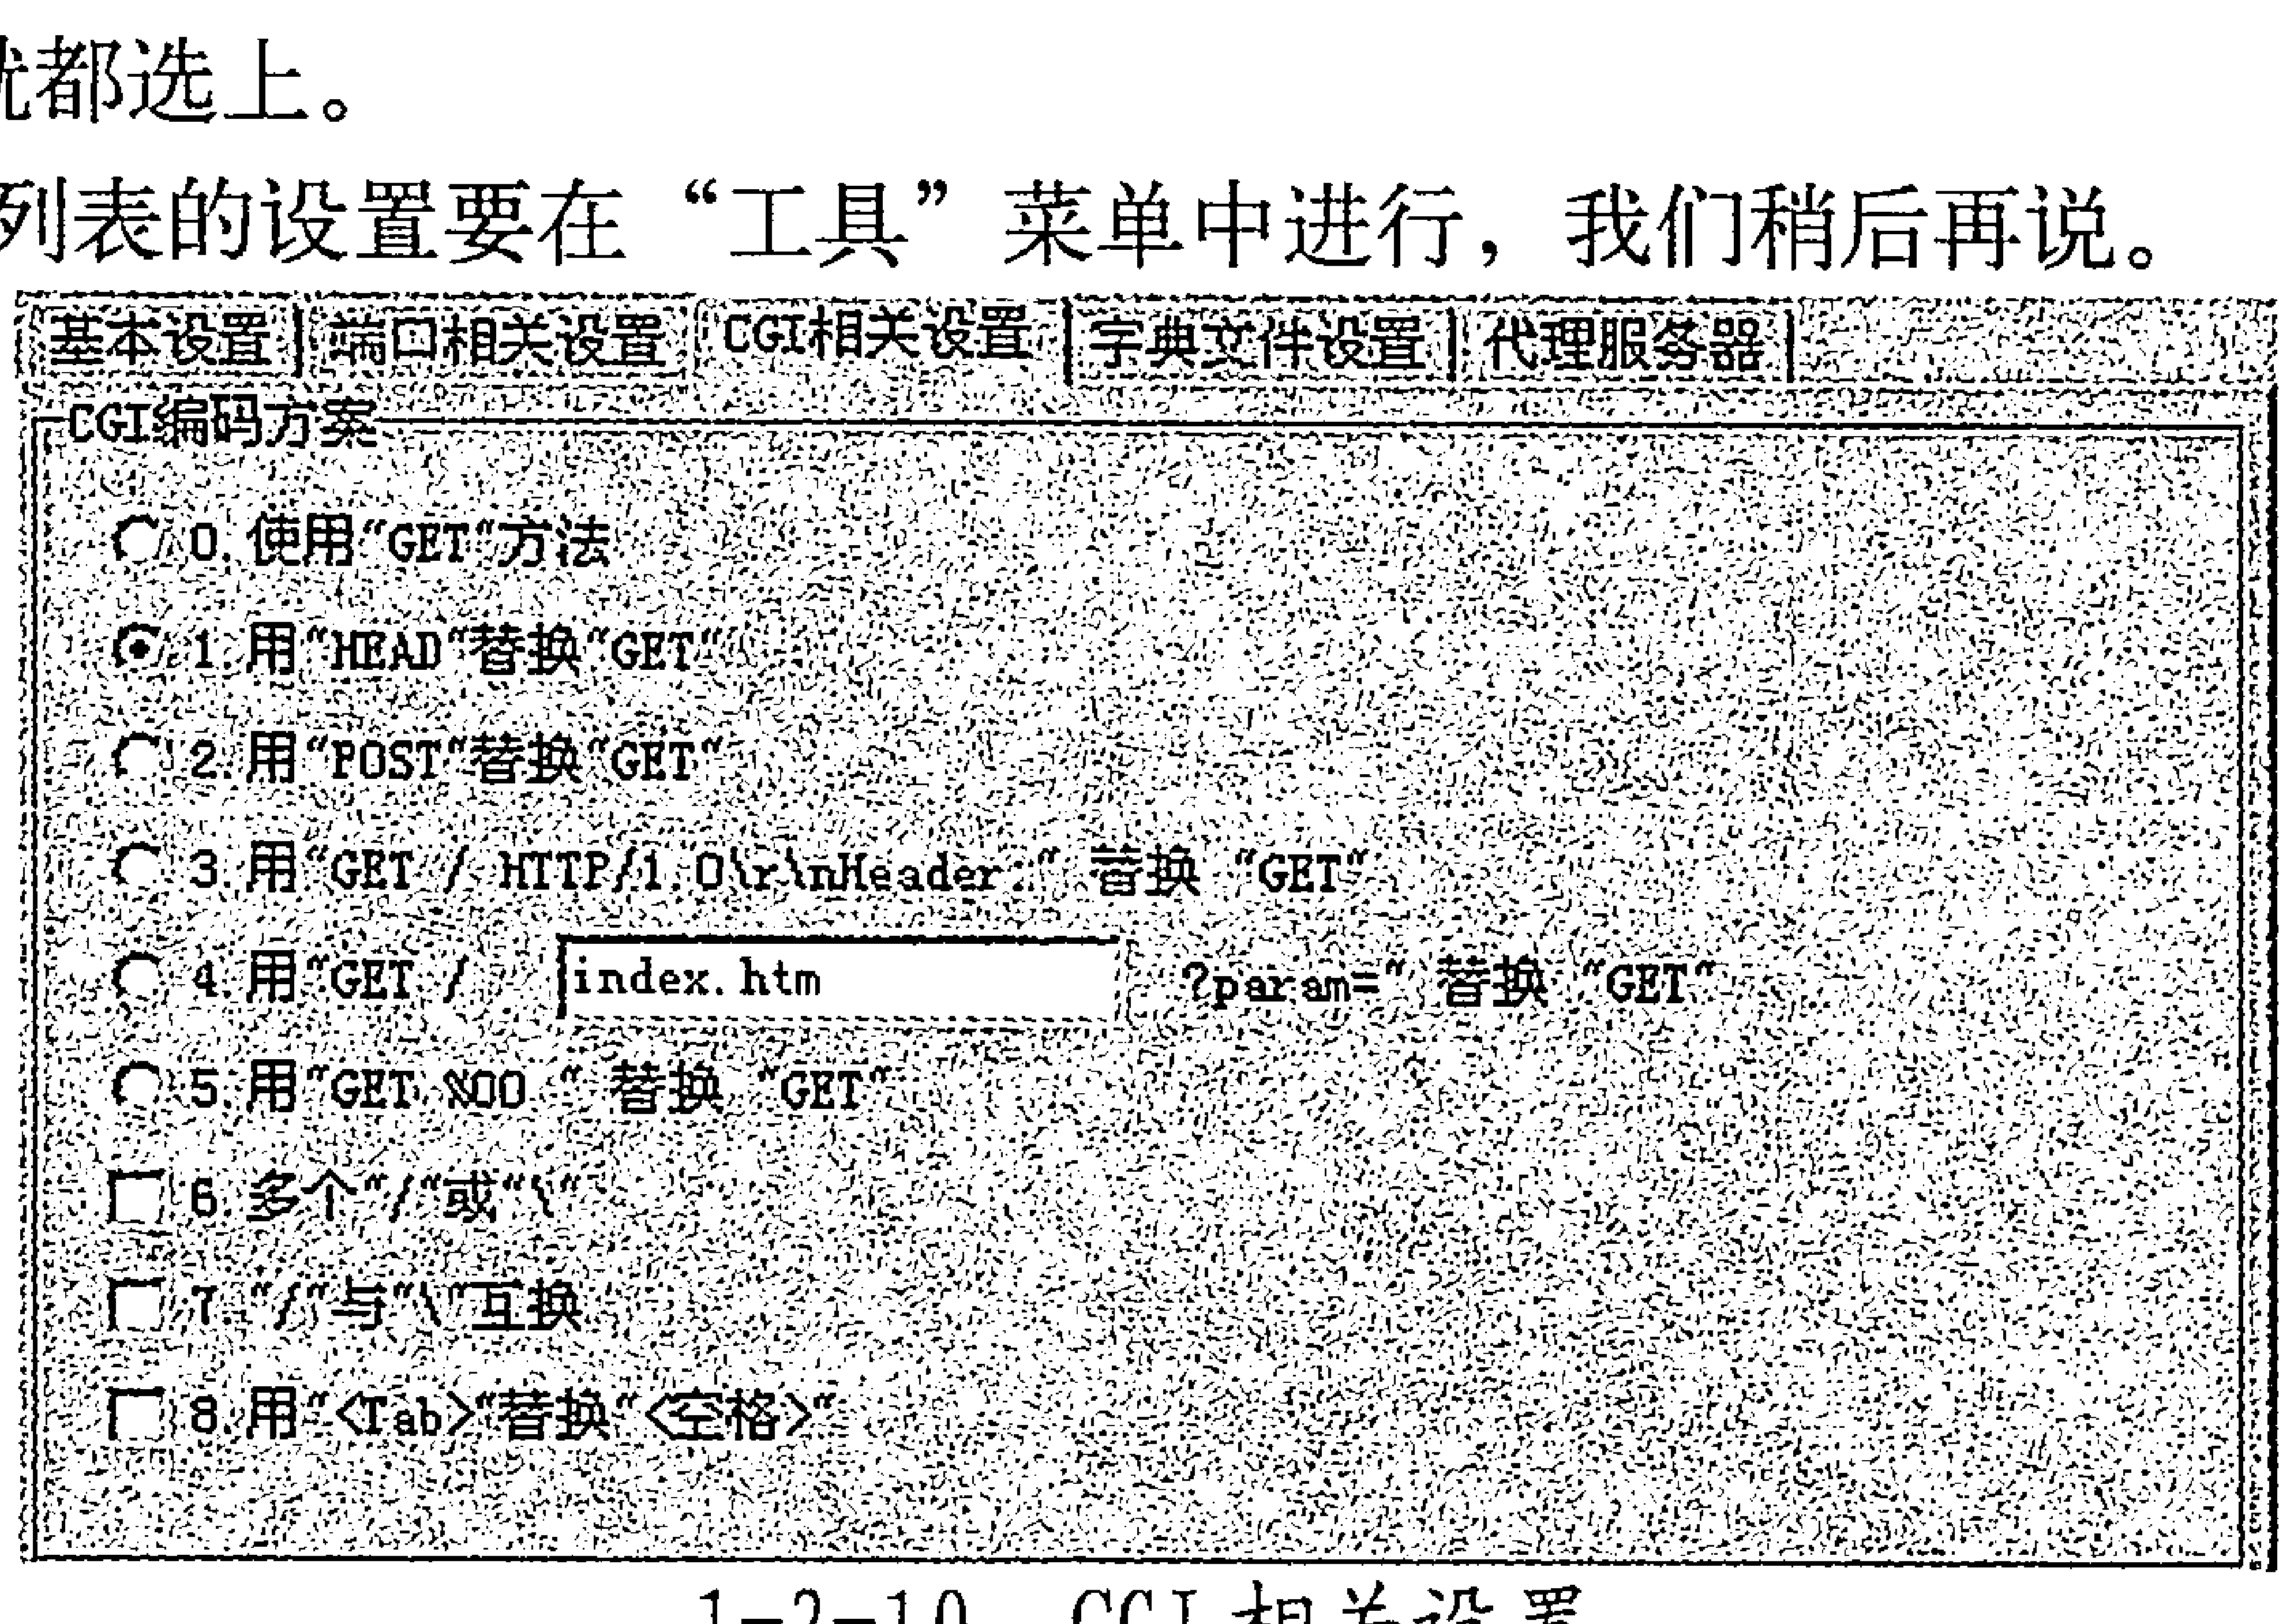 就都选上。
列表的设置要在“工具”菜单中进行，我们稍后再说。
基本设置 端口相关设置 CGI相关设置 字典文件设置 代理服务器
CGI编码方案
0. 使用“GET“方法
1. 用“HEAD“替换“GET“
2. 用“POST“替换“GET“
3. 用“GET / HTTP/1.0\r\nHeader:“ 替换 “GET“
4. 用“GET / index.htm ?param=“ 替换 “GET“
5. 用“GET %00 “ 替换 “GET“
6. 多个“/“或“\“
7. “/“与“\“互换
8. 用“<Tab>“替换“<空格>“
1-2-10 CGI 相关设置